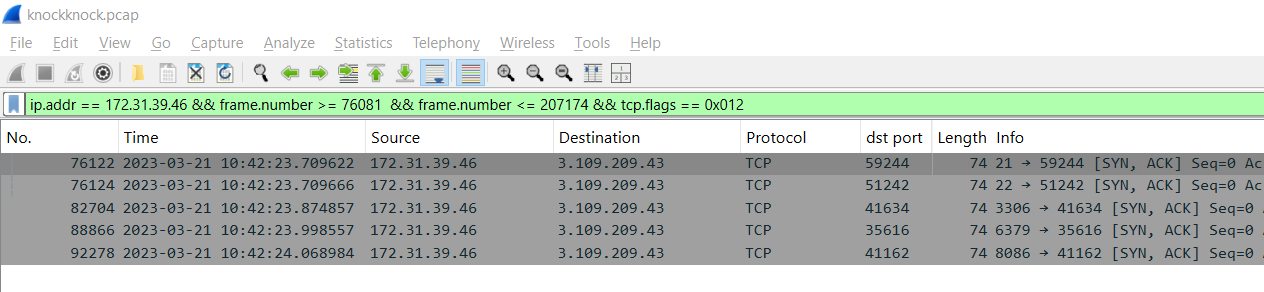 knockknock.pcap
File Edit View Go Capture Analyze Statistics Telephony Wireless Tools Help
ip.addr == 172.31.39.46 && frame.number >= 76081  && frame.number <= 207174 && tcp.flags == 0x012
No. Time Source Destination Protocol dst port Length Info
76122 2023-03-21 10:42:23.709622 172.31.39.46 3.109.209.43 TCP 59244 74 21 → 59244 [SYN, ACK] Seq=0 Ac
76124 2023-03-21 10:42:23.709666 172.31.39.46 3.109.209.43 TCP 51242 74 22 → 51242 [SYN, ACK] Seq=0 Ac
82704 2023-03-21 10:42:23.874857 172.31.39.46 3.109.209.43 TCP 41634 74 3306 → 41634 [SYN, ACK] Seq=0
88866 2023-03-21 10:42:23.998557 172.31.39.46 3.109.209.43 TCP 35616 74 6379 → 35616 [SYN, ACK] Seq=0
92278 2023-03-21 10:42:24.068984 172.31.39.46 3.109.209.43 TCP 41162 74 8086 → 41162 [SYN, ACK] Seq=0